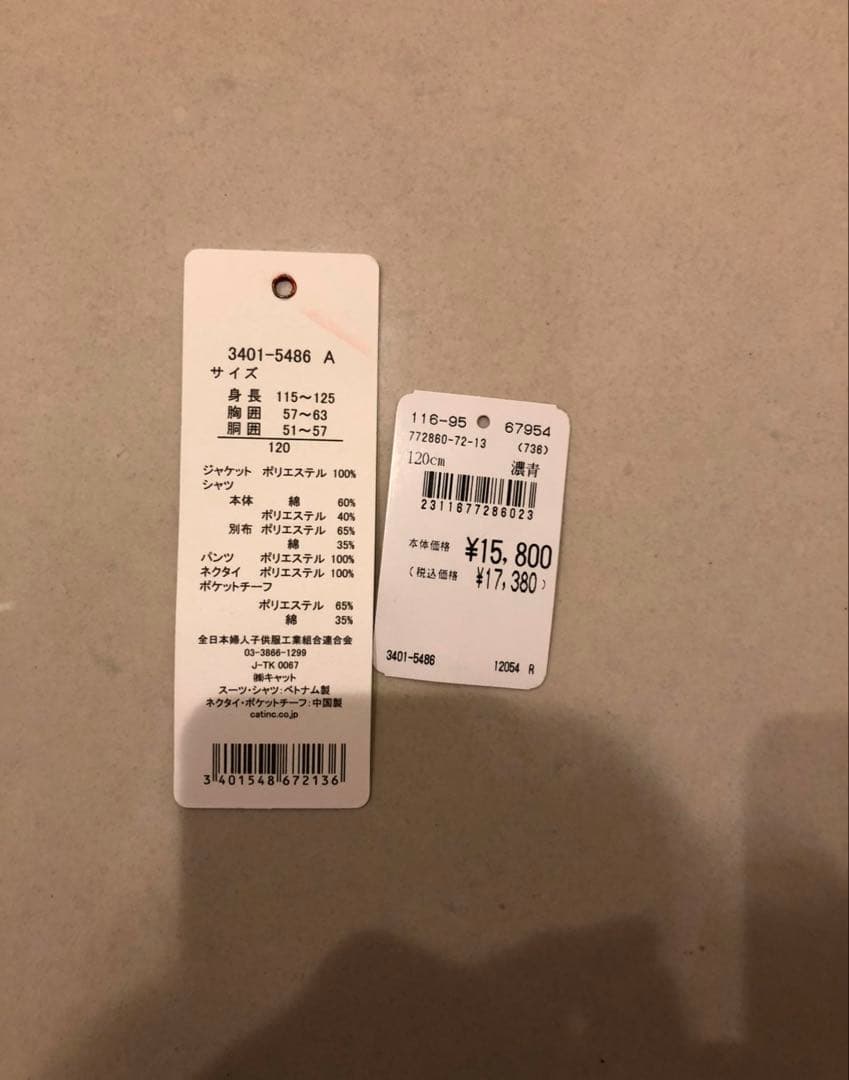 3401-5486 A
サイズ
身長 115～125
胸囲 57～63
胴囲 51～57
120
ジャケット ポリエステル 100%
シャツ
本体 綿 60%
ポリエステル 40%
別布 ポリエステル 65%
綿 35%
パンツ ポリエステル 100%
ネクタイ ポリエステル 100%
ポケットチーフ
ポリエステル 65%
綿 35%
全日本婦人子供服工業組合連合会
03-3866-1299
J-TK 0067
㈱キャット
スーツ・シャツ:ベトナム製
ネクタイ・ポケットチーフ:中国製
catinc.co.jp
3 401548 672136
116-95 67954
772860-72-13 (736)
120cm 濃青
2311677286023
本体価格 ¥15,800
(税込価格 ¥17,380)
3401-5486 12054 R